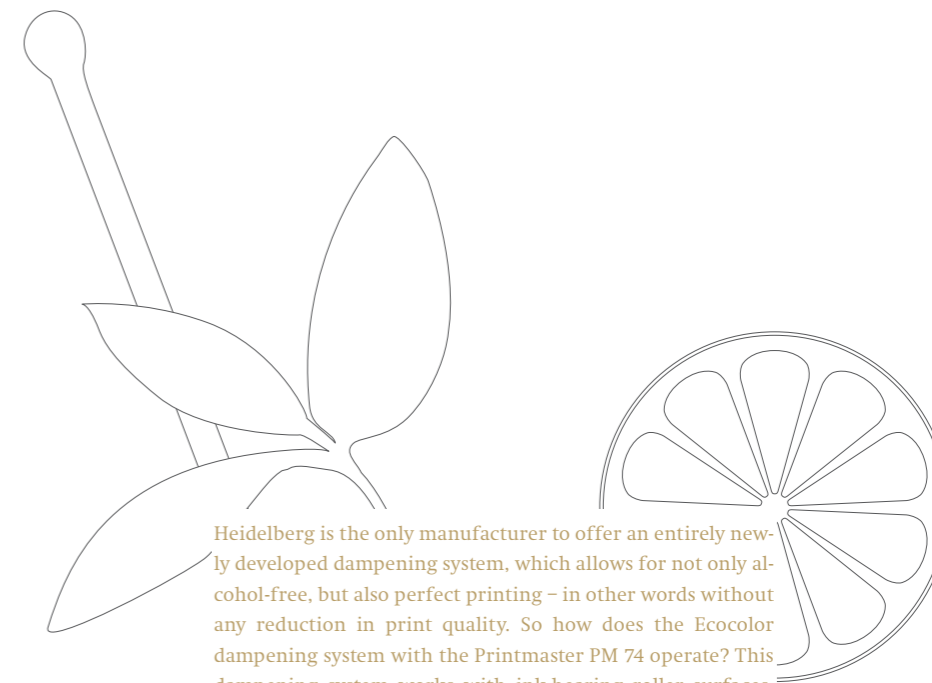 Heidelberg is the only manufacturer to offer an entirely new-
ly developed dampening system, which allows for not only al-
cohol-free, but also perfect printing – in other words without
any reduction in print quality. So how does the Ecocolor
dampening system with the Printmaster PM 74 operate? This